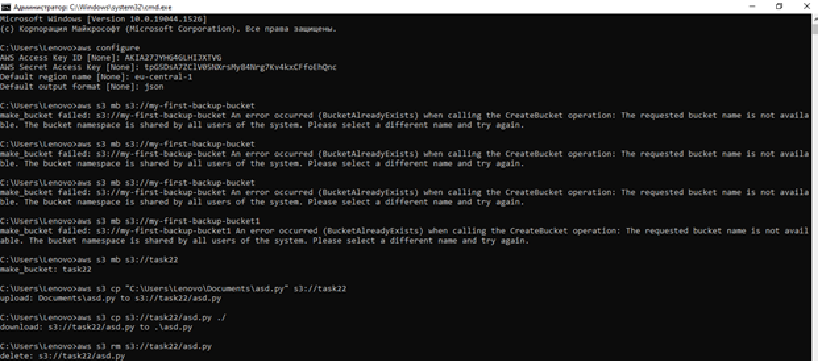 Администратор: C:\Windows\system32\cmd.exe
Microsoft Windows [Version 10.0.19044.1526]
(c) Корпорация Майкрософт (Microsoft Corporation). Все права защищены.
C:\Users\Lenovo>aws configure
AWS Access Key ID [None]:
AWS Secret Access Key [None]:
Default region name [None]: eu-central-1
Default output format [None]: json
C:\Users\Lenovo>aws s3 mb s3://my-first-backup-bucket
make_bucket failed: s3://my-first-backup-bucket An error occurred (BucketAlreadyExists) when calling the CreateBucket operation: The requested bucket name is not availa
ble. The bucket namespace is shared by all users of the system. Please select a different name and try again.
C:\Users\Lenovo>aws s3 mb s3://my-first-backup-bucket
make_bucket failed: s3://my-first-backup-bucket An error occurred (BucketAlreadyExists) when calling the CreateBucket operation: The requested bucket name is not availa
ble. The bucket namespace is shared by all users of the system. Please select a different name and try again.
C:\Users\Lenovo>aws s3 mb s3://my-first-backup-bucket
make_bucket failed: s3://my-first-backup-bucket An error occurred (BucketAlreadyExists) when calling the CreateBucket operation: The requested bucket name is not availa
ble. The bucket namespace is shared by all users of the system. Please select a different name and try again.
C:\Users\Lenovo>aws s3 mb s3://my-first-backup-bucket1
make_bucket failed: s3://my-first-backup-bucket1 An error occurred (BucketAlreadyExists) when calling the CreateBucket operation: The requested bucket name is not avail
able. The bucket namespace is shared by all users of the system. Please select a different name and try again.
C:\Users\Lenovo>aws s3 mb s3://task22
make_bucket: task22
C:\Users\Lenovo>aws s3 cp "C:\Users\Lenovo\Documents\asd.py" s3://task22
upload: Documents\asd.py to s3://task22/asd.py
C:\Users\Lenovo>aws s3 cp s3://task22/asd.py ./
download: s3://task22/asd.py to .\asd.py
C:\Users\Lenovo>aws s3 rm s3://task22/asd.py
delete: s3://task22/asd.py